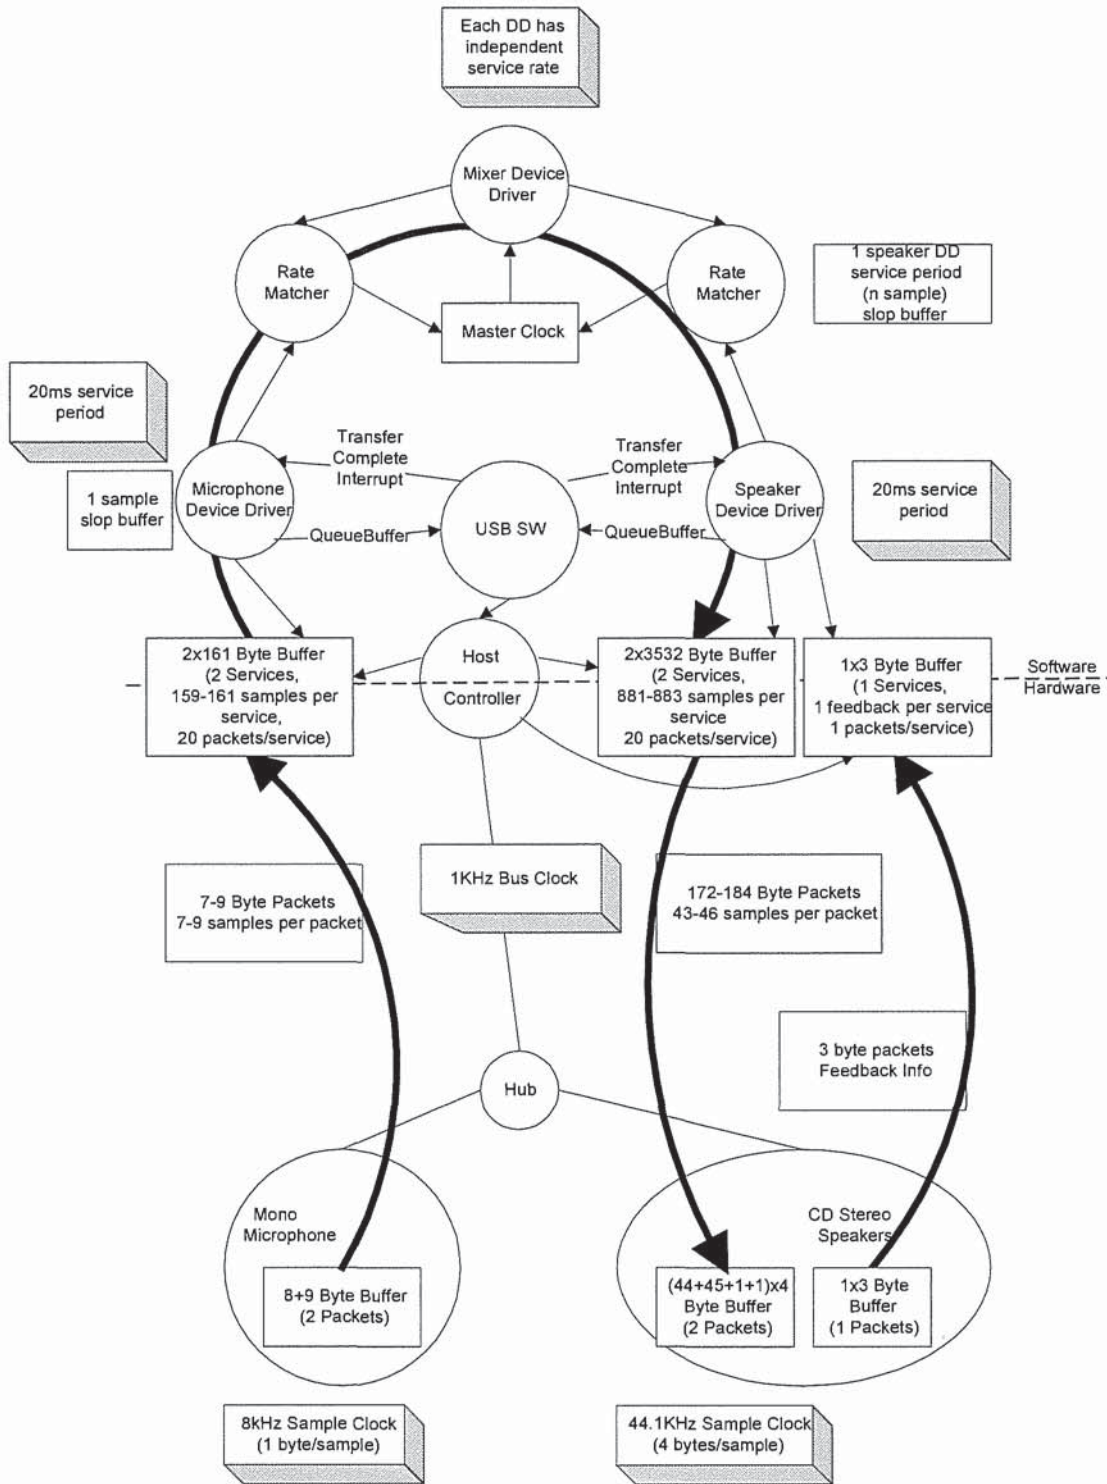 Each DD has
independent
service rate
Mixer Device
Driver
Rate
Matcher
Master Clock
Rate
Matcher
1 speaker DD
service period
(n sample)
slop buffer
20ms service
period
Transfer
Complete
Interrupt
Transfer
Complete
Interrupt
1 sample
slop buffer
Microphone
Device Driver
QueueBuffer
USB SW
QueueBuffer
Speaker
Device Driver
20ms service
period
2x161 Byte Buffer
(2 Services,
159-161 samples per
service,
20 packets/service)
Host
Controller
2x3532 Byte Buffer
(2 Services,
881-883 samples per
service
20 packets/service)
1x3 Byte Buffer
(1 Services,
1 feedback per service
1 packets/service)
Software
Hardware
7-9 Byte Packets
7-9 samples per packet
1KHz Bus Clock
172-184 Byte Packets
43-46 samples per packet
3 byte packets
Feedback Info
Hub
Mono
Microphone
8+9 Byte Buffer
(2 Packets)
CD Stereo
Speakers
(44+45+1+1)x4
Byte Buffer
(2 Packets)
1x3 Byte
Buffer
(1 Packets)
8kHz Sample Clock
(1 byte/sample)
44.1KHz Sample Clock
(4 bytes/sample)